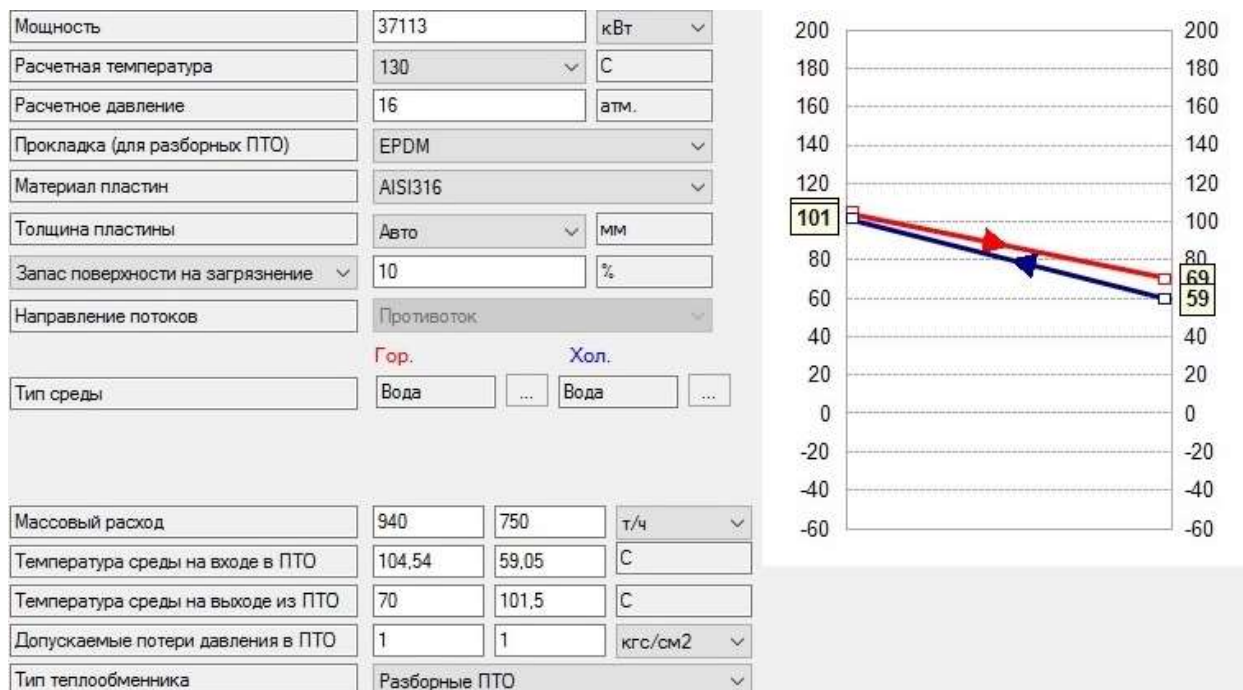 Мощность 37113 кВт
Расчетная температура 130 С
Расчетное давление 16 атм.
Прокладка (для разборных ПТО) EPDM
Материал пластин AISI316
Толщина пластины Авто мм
Запас поверхности на загрязнение 10 %
Направление потоков Противоток
Гор. Хол.
Тип среды Вода ... Вода ...
Массовый расход 940 750 т/ч
Температура среды на входе в ПТО 104,54 59,05 С
Температура среды на выходе из ПТО 70 101,5 С
Допускаемые потери давления в ПТО 1 1 кгс/см2
Тип теплообменника Разборные ПТО
200 200
180 180
160 160
140 140
120 120
101 100
80 80
69
60 59
40 40
20 20
0 0
-20 -20
-40 -40
-60 -60